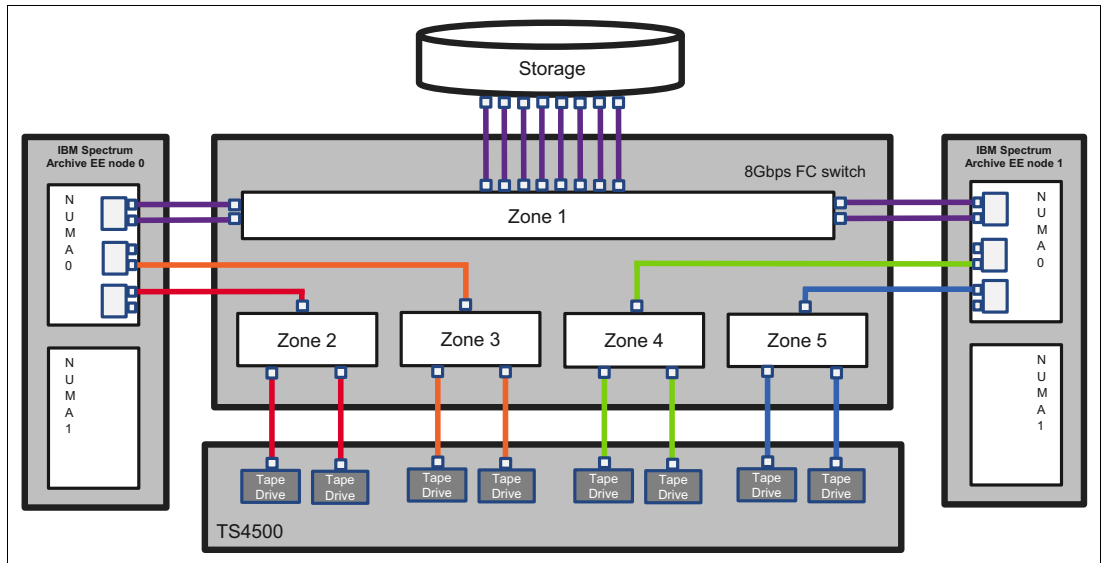 Storage
IBM Spectrum
Archive EE node 0
IBM Spectrum
Archive EE node 1
8Gbps FC switch
N
U
M
A
0
Zone 1
N
U
M
A
0
Zone 2
Zone 3
Zone 4
Zone 5
N
U
M
A
1
N
U
M
A
1
Tape
Drive
Tape
Drive
Tape
Drive
Tape
Drive
Tape
Drive
Tape
Drive
Tape
Drive
Tape
Drive
TS4500